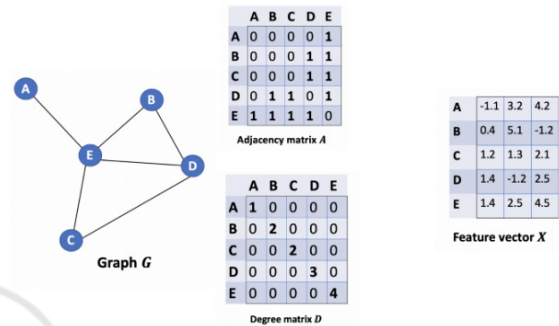 A
B
E
D
C
Graph G
A B C D E
A 0 0 0 0 1
B 0 0 0 1 1
C 0 0 0 1 1
D 0 1 1 0 1
E 1 1 1 1 0
Adjacency matrix A
A B C D E
A 1 0 0 0 0
B 0 2 0 0 0
C 0 0 2 0 0
D 0 0 0 3 0
E 0 0 0 0 4
Degree matrix D
A -1.1 3.2 4.2
B 0.4 5.1 -1.2
C 1.2 1.3 2.1
D 1.4 -1.2 2.5
E 1.4 2.5 4.5
Feature vector X